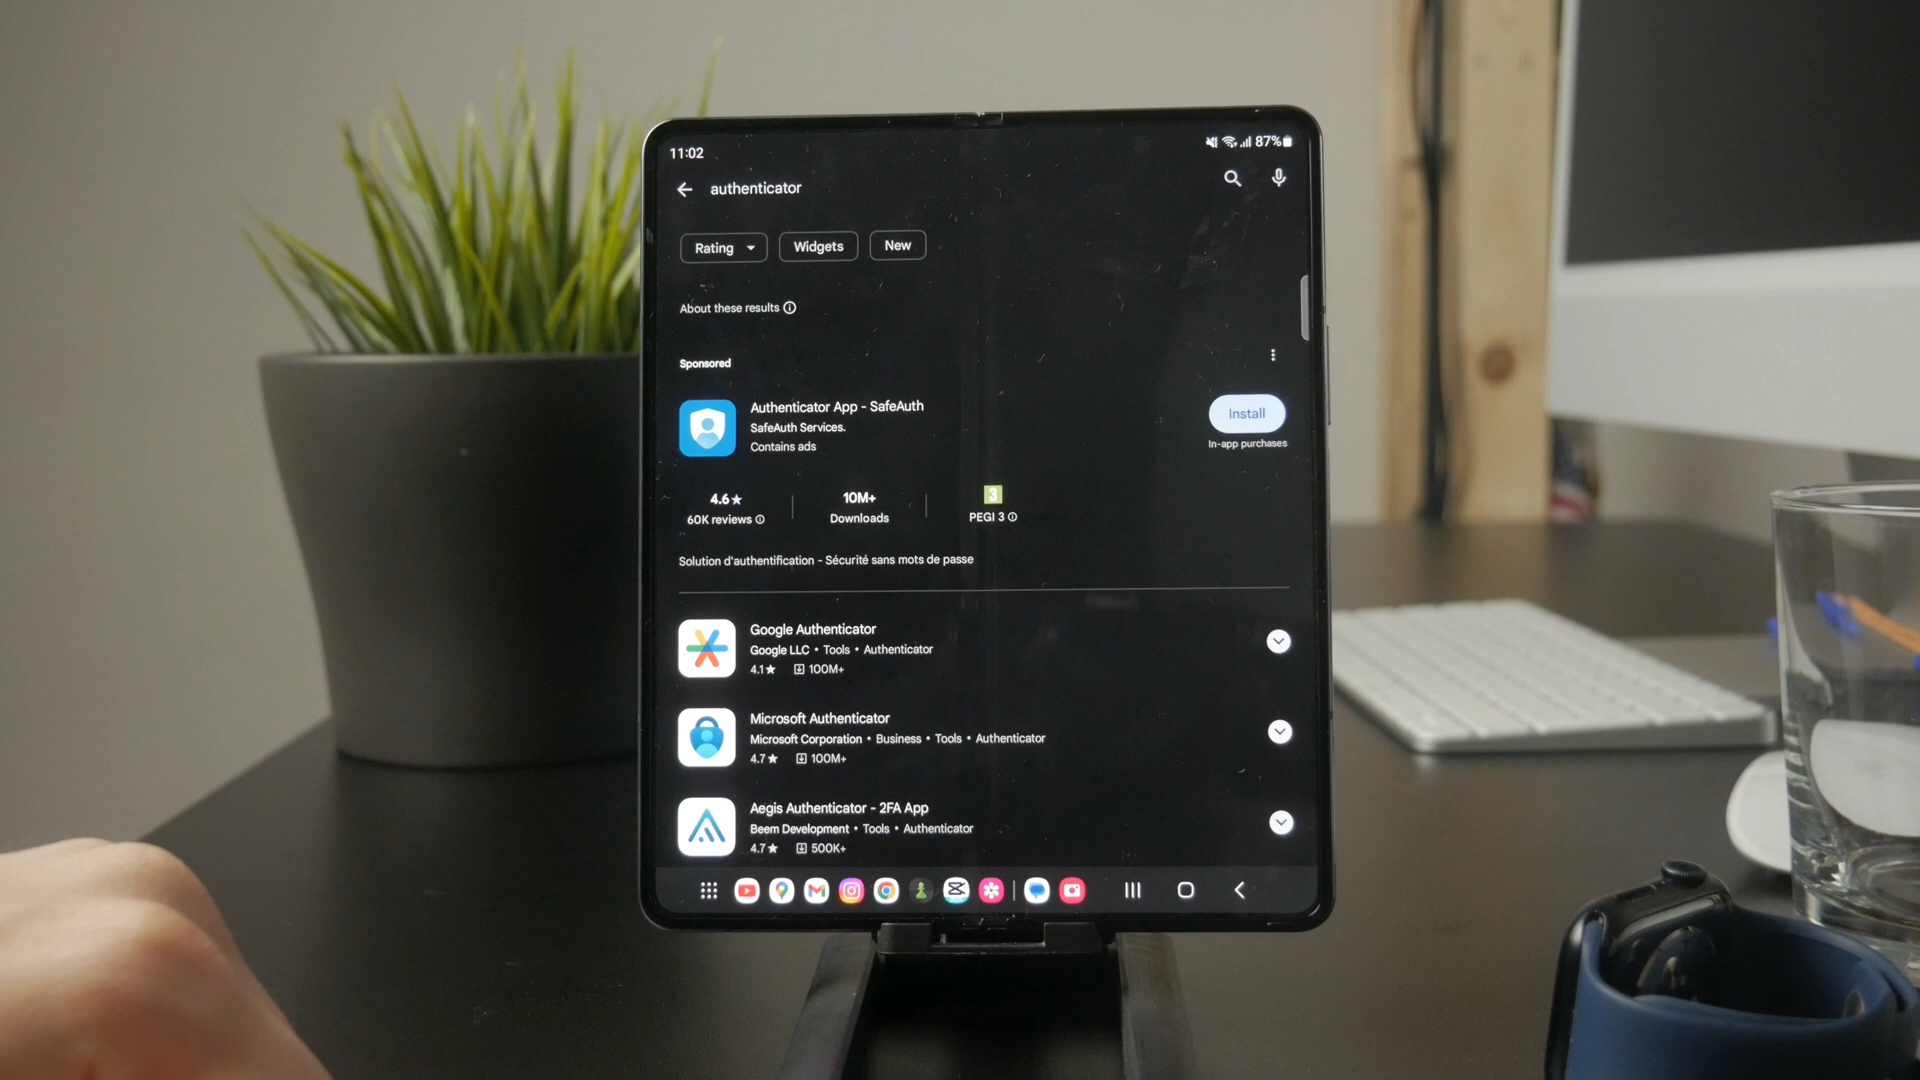 11:02
87%
authenticator
Rating
Widgets
New
About these results
Sponsored
Authenticator App - SafeAuth
SafeAuth Services.
Contains ads
Install
In-app purchases
4.6★
60K reviews
10M+
Downloads
3
PEGI 3
Solution d'authentification - Sécurité sans mots de passe
Google Authenticator
Google LLC • Tools • Authenticator
4.1★ 100M+
Microsoft Authenticator
Microsoft Corporation • Business • Tools • Authenticator
4.7★ 100M+
Aegis Authenticator - 2FA App
Beem Development • Tools • Authenticator
4.7★ 500K+